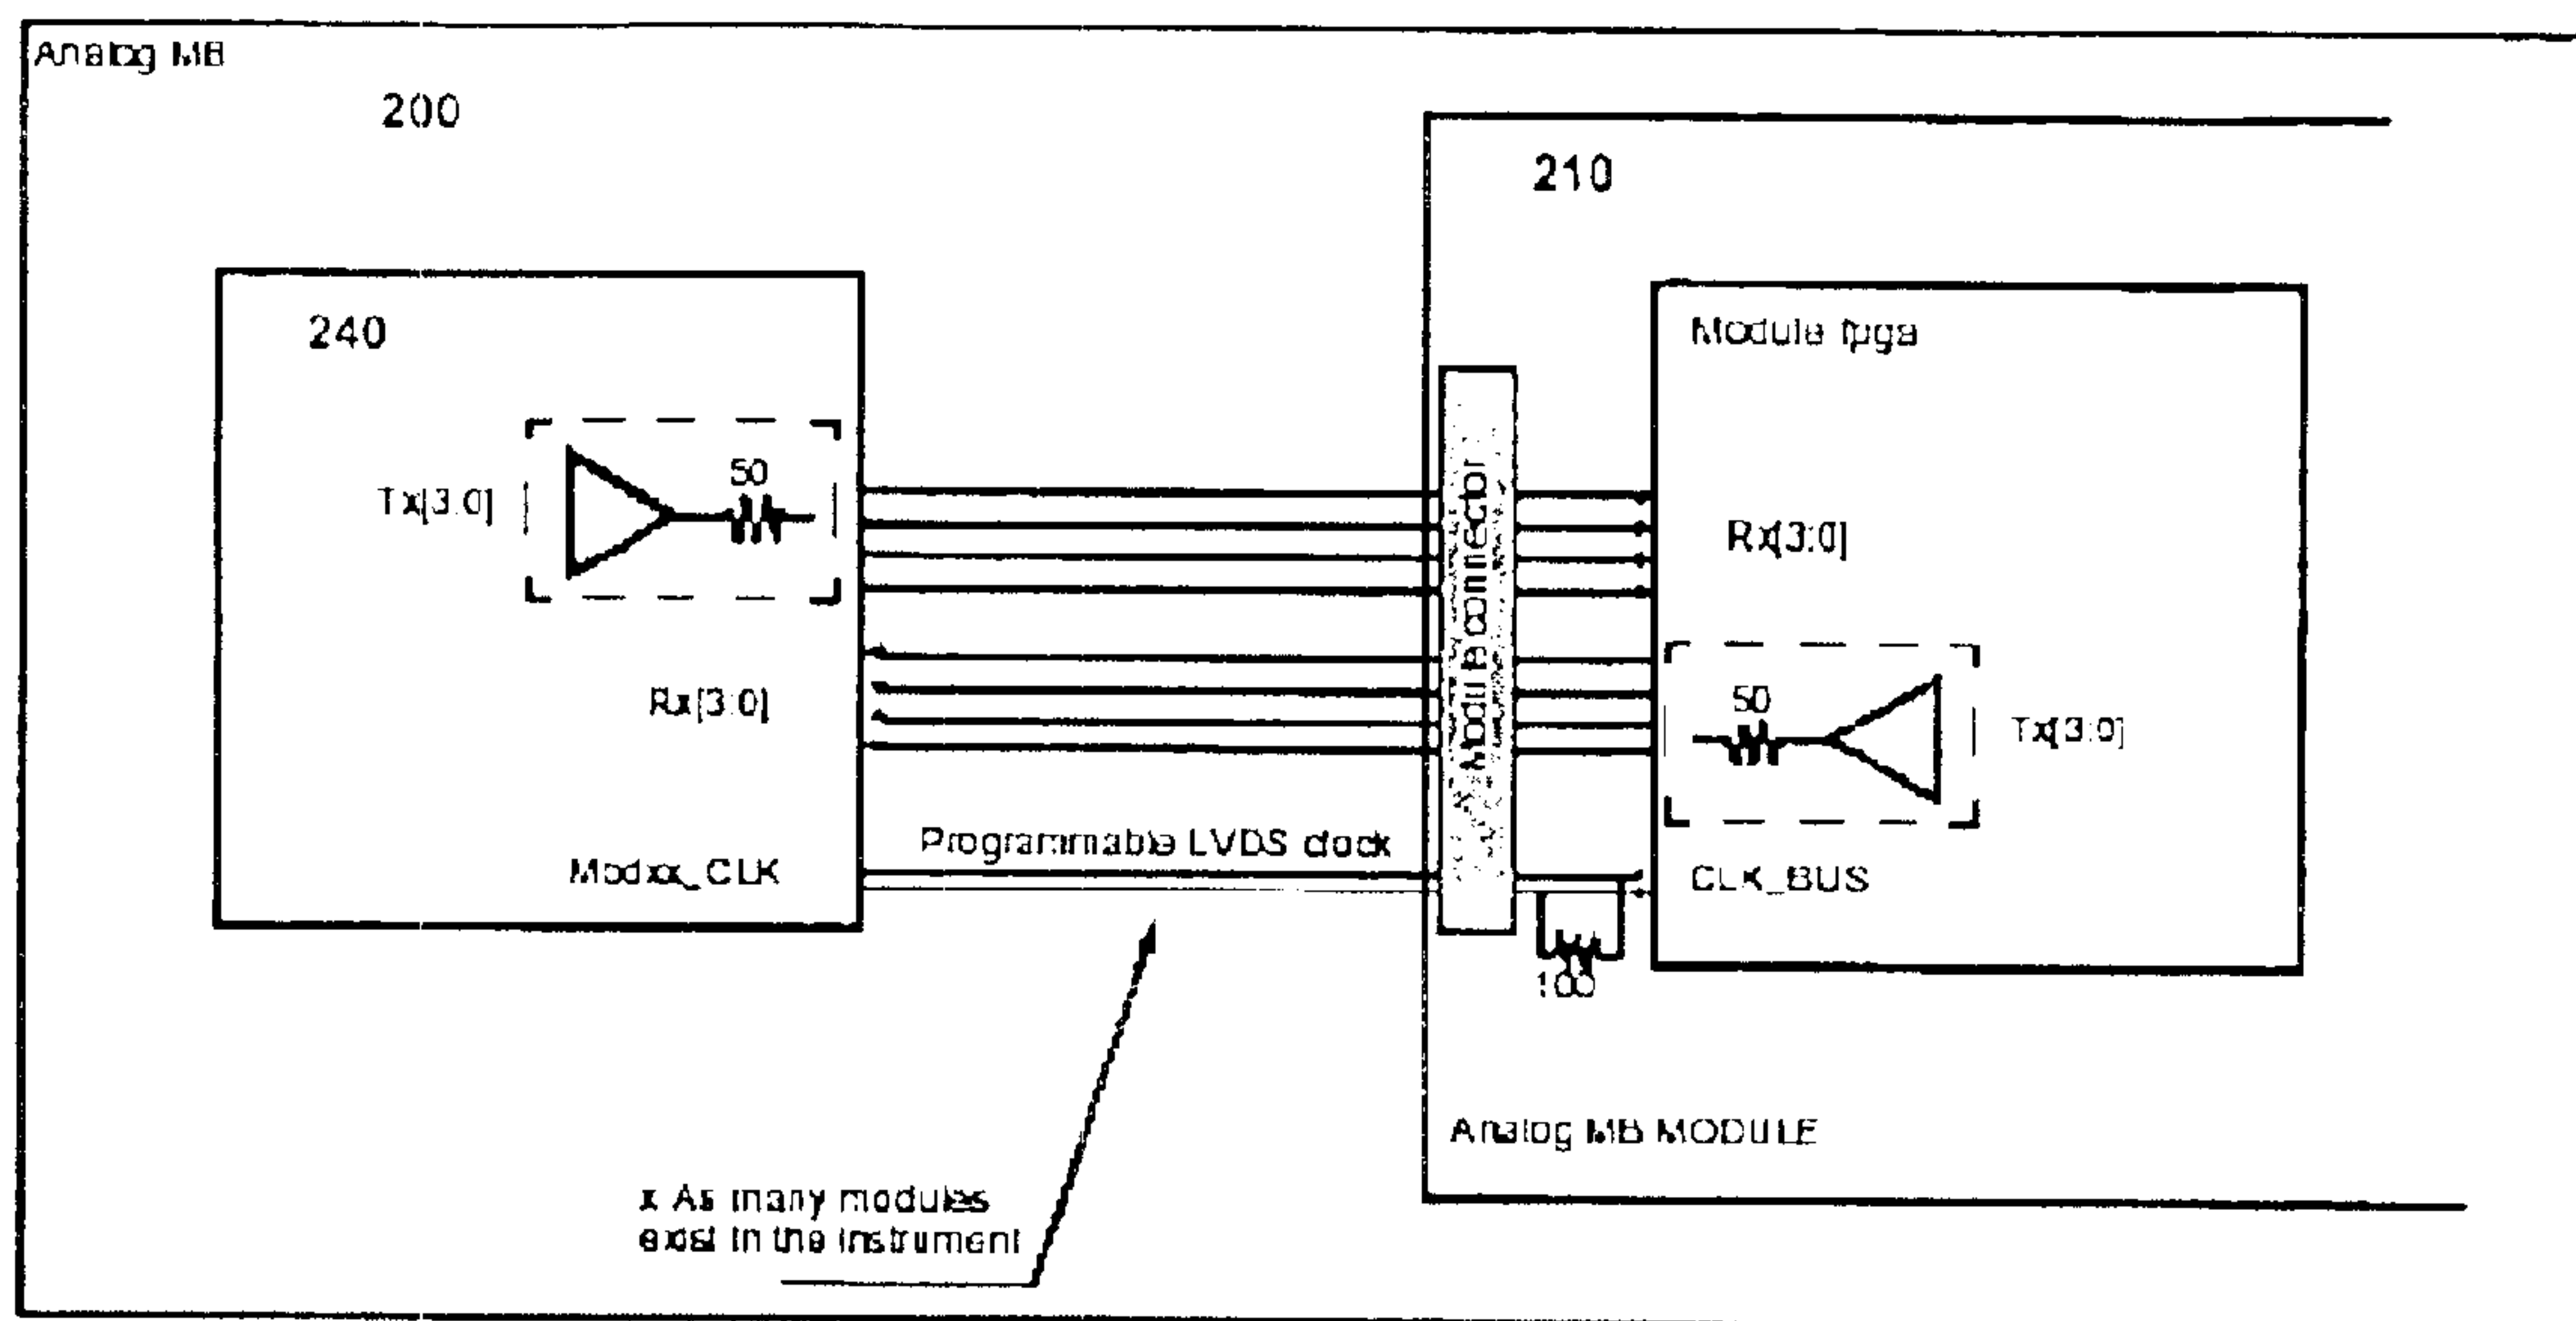 Analog MB
200
210
240
Module fpga
50
Tx[3:0]
Rx[3:0]
Module connector
Rx[3:0]
50
Tx[3:0]
Programmable LVDS clock
Modxx_CLK
CLK_BUS
100
Analog MB MODULE
x As many modules
exist in the instrument